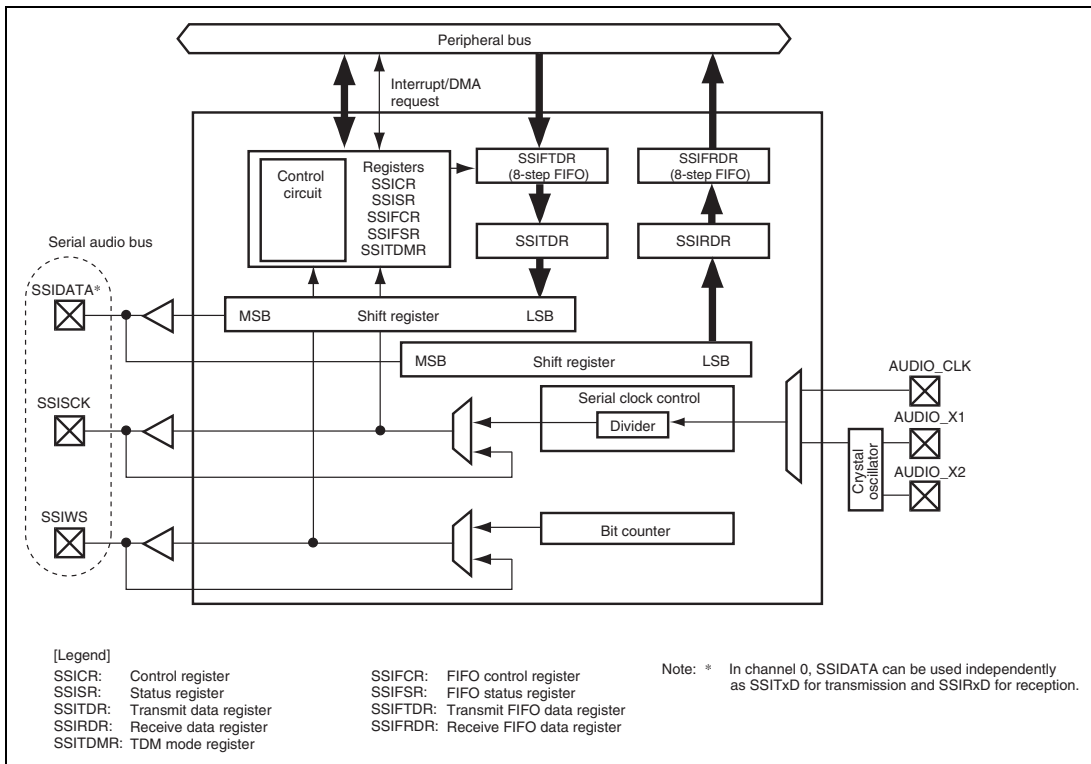 Peripheral bus
Interrupt/DMA
request
Control
circuit
Registers
SSICR
SSISR
SSIFCR
SSIFSR
SSITDMR
SSIFTDR
(8-step FIFO)
SSIFRDR
(8-step FIFO)
SSITDR
SSIRDR
Serial audio bus
SSIDATA*
MSB Shift register LSB
MSB Shift register LSB
SSISCK
Serial clock control
Divider
AUDIO_CLK
AUDIO_X1
AUDIO_X2
Crystal
oscillator
SSIWS
Bit counter
[Legend]
SSICR: Control register
SSISR: Status register
SSITDR: Transmit data register
SSIRDR: Receive data register
SSITDMR: TDM mode register
SSIFCR: FIFO control register
SSIFSR: FIFO status register
SSIFTDR: Transmit FIFO data register
SSIFRDR: Receive FIFO data register
Note: * In channel 0, SSIDATA can be used independently
as SSITxD for transmission and SSIRxD for reception.